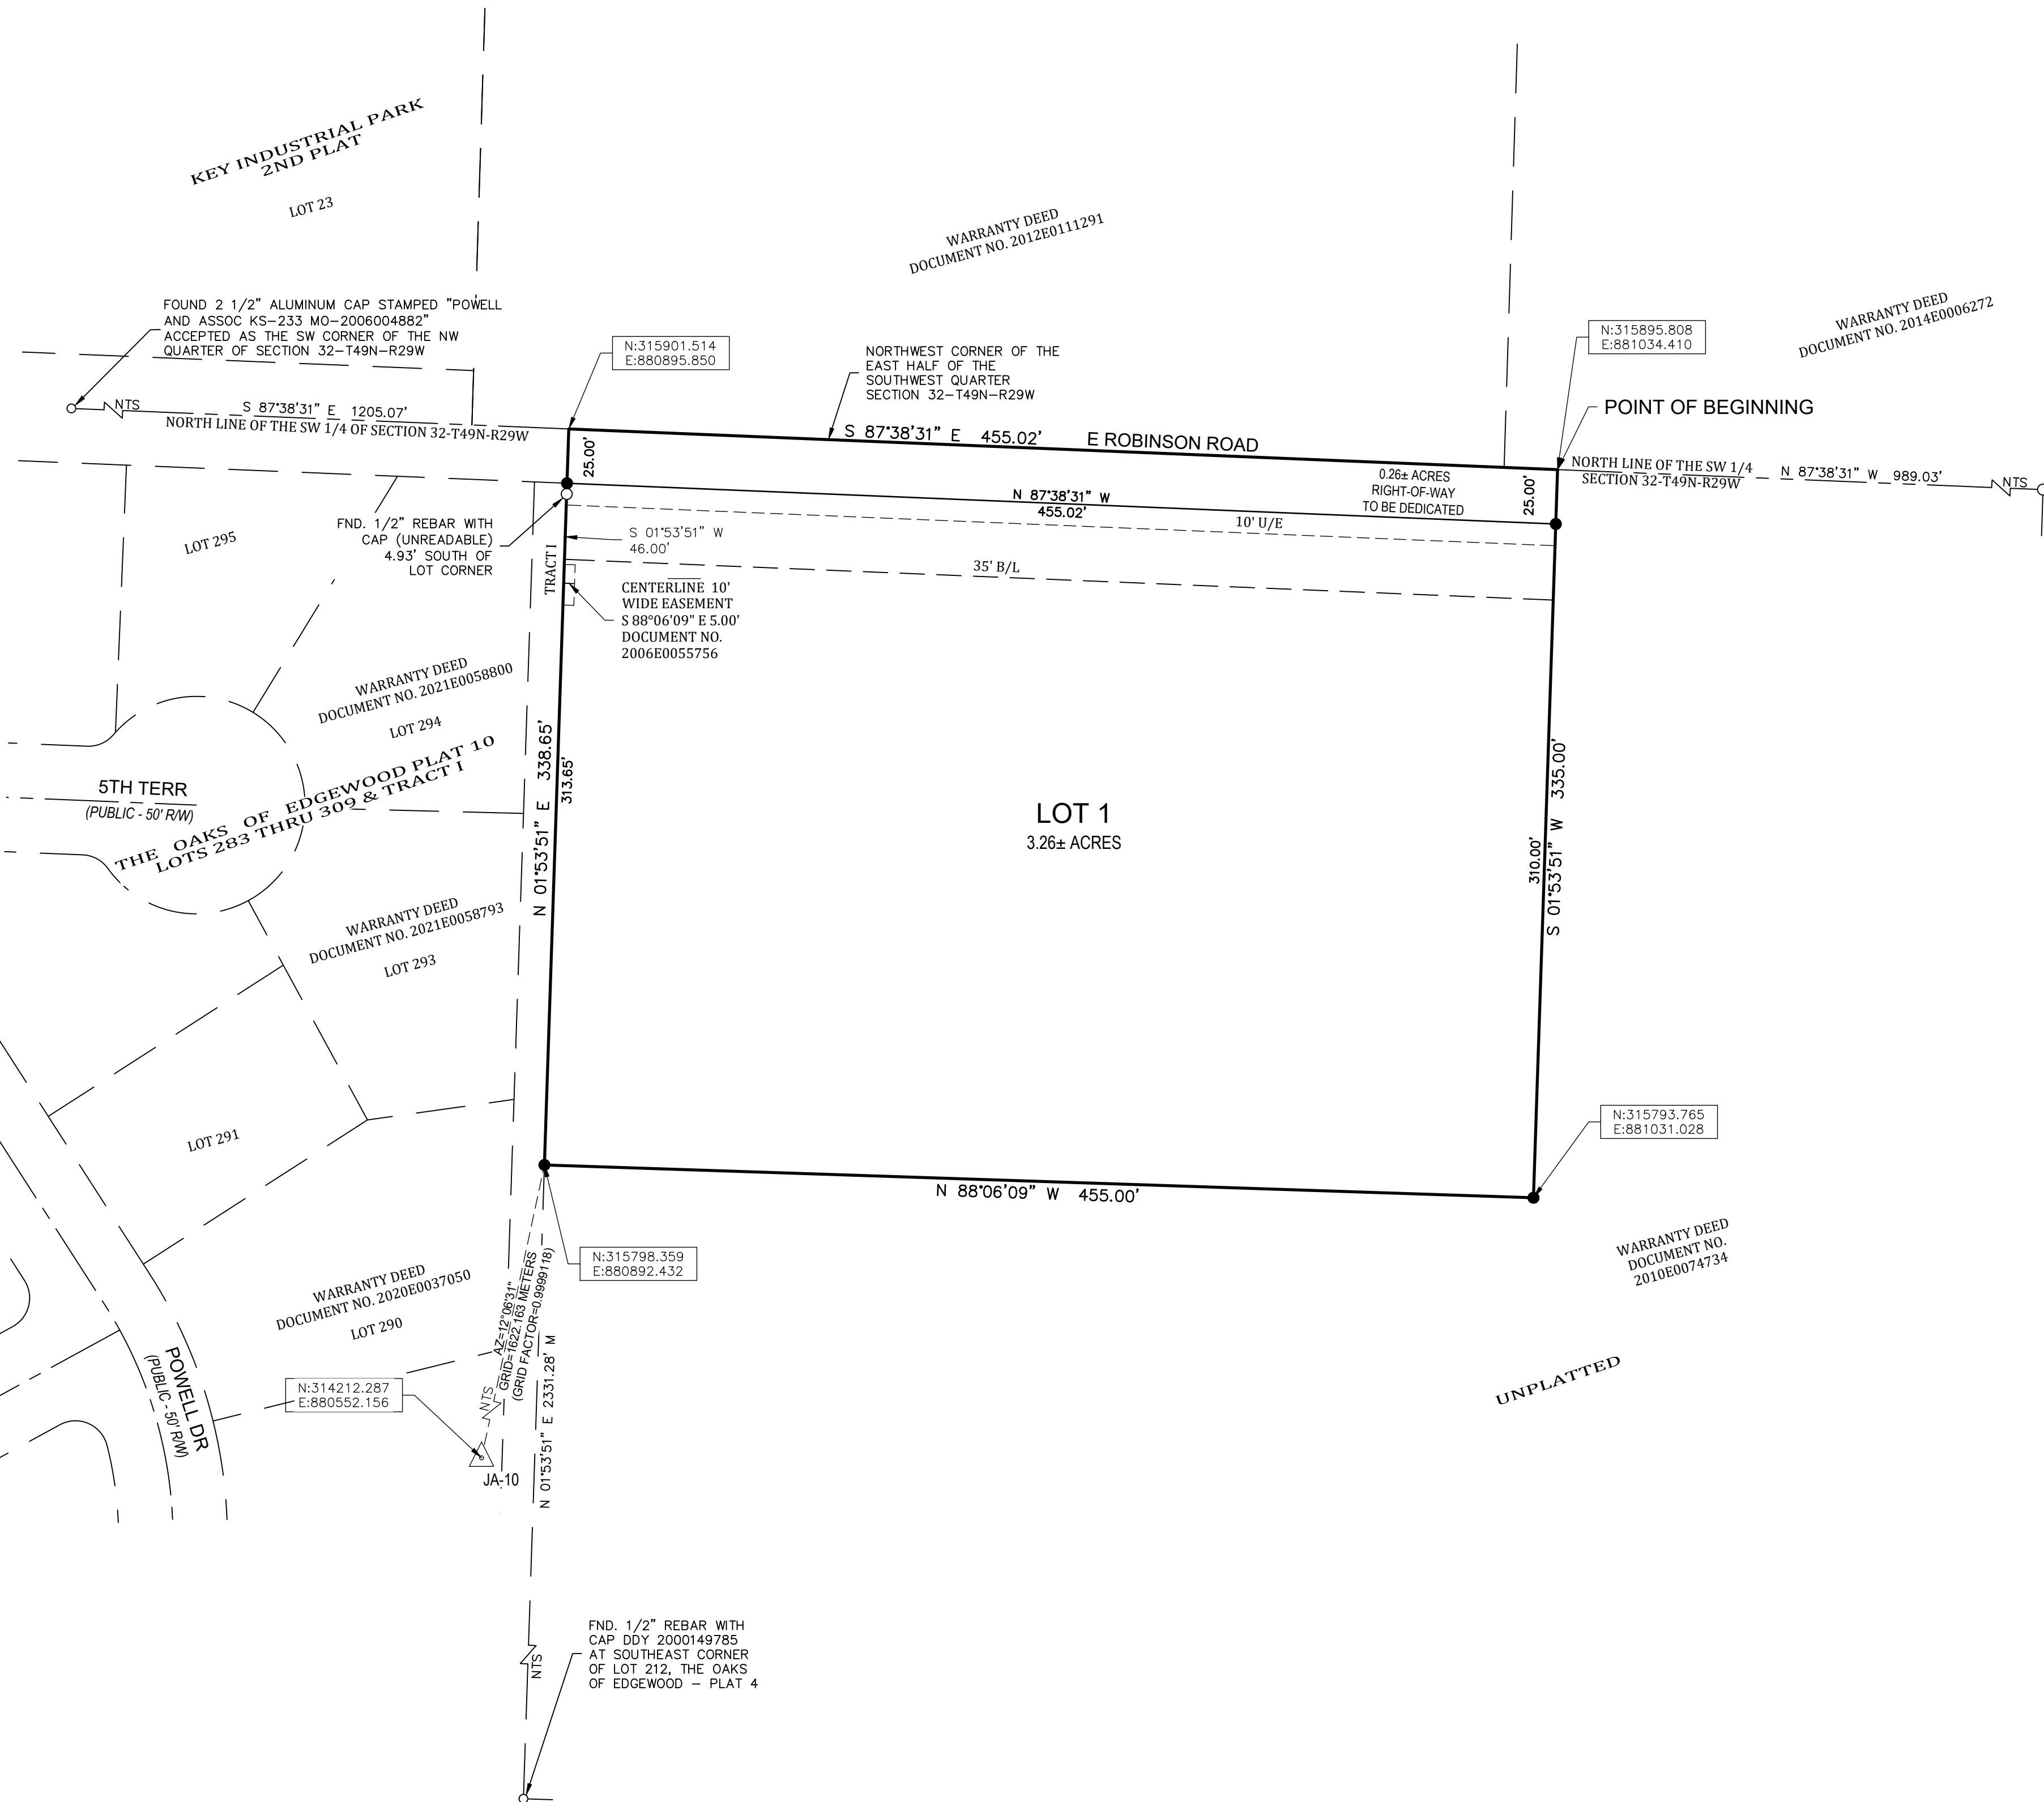 KEY INDUSTRIAL PARK
2ND PLAT
LOT 23
WARRANTY DEED
DOCUMENT NO. 2012E0111291
WARRANTY DEED
DOCUMENT NO. 2014E0006272
FOUND 2 1/2" ALUMINUM CAP STAMPED "POWELL
AND ASSOC KS-233 MO-2006004882"
ACCEPTED AS THE SW CORNER OF THE NW
QUARTER OF SECTION 32-T49N-R29W
N:315901.514
E:880895.850
NORTHWEST CORNER OF THE
EAST HALF OF THE
SOUTHWEST QUARTER
SECTION 32-T49N-R29W
N:315895.808
E:881034.410
POINT OF BEGINNING
NTS
S 87°38'31" E 1205.07'
NORTH LINE OF THE SW 1/4 OF SECTION 32-T49N-R29W
25.00'
S 87°38'31" E 455.02'
E ROBINSON ROAD
0.26± ACRES
RIGHT-OF-WAY
TO BE DEDICATED
25.00'
NORTH LINE OF THE SW 1/4
SECTION 32-T49N-R29W
N 87°38'31" W 989.03'
NTS
N 87°38'31" W
455.02'
10' U/E
FND. 1/2" REBAR WITH
CAP (UNREADABLE)
4.93' SOUTH OF
LOT CORNER
S 01°53'51" W
46.00'
35' B/L
TRACT I
CENTERLINE 10'
WIDE EASEMENT
S 88°06'09" E 5.00'
DOCUMENT NO.
2006E0055756
LOT 295
WARRANTY DEED
DOCUMENT NO. 2021E0058800
LOT 294
5TH TERR
(PUBLIC - 50' R/W)
THE OAKS OF EDGEWOOD PLAT 10
LOTS 283 THRU 309 & TRACT I
N 01°53'51" E 338.65'
313.65'
LOT 1
3.26± ACRES
310.00'
S 01°53'51" W 335.00'
WARRANTY DEED
DOCUMENT NO. 2021E0058793
LOT 293
LOT 291
N:315793.765
E:881031.028
N 88°06'09" W 455.00'
WARRANTY DEED
DOCUMENT NO.
2010E0074734
N:315798.359
E:880892.432
WARRANTY DEED
DOCUMENT NO. 2020E0037050
LOT 290
AZ=12°06'31"
GRID=1622.163 METERS
(GRID FACTOR=0.9999118)
NTS
N 01°53'51" E 2331.28' M
N:314212.287
E:880552.156
JA-10
POWELL DR
(PUBLIC - 50' R/W)
UNPLATTED
NTS
FND. 1/2" REBAR WITH
CAP DDY 2000149785
AT SOUTHEAST CORNER
OF LOT 212, THE OAKS
OF EDGEWOOD - PLAT 4